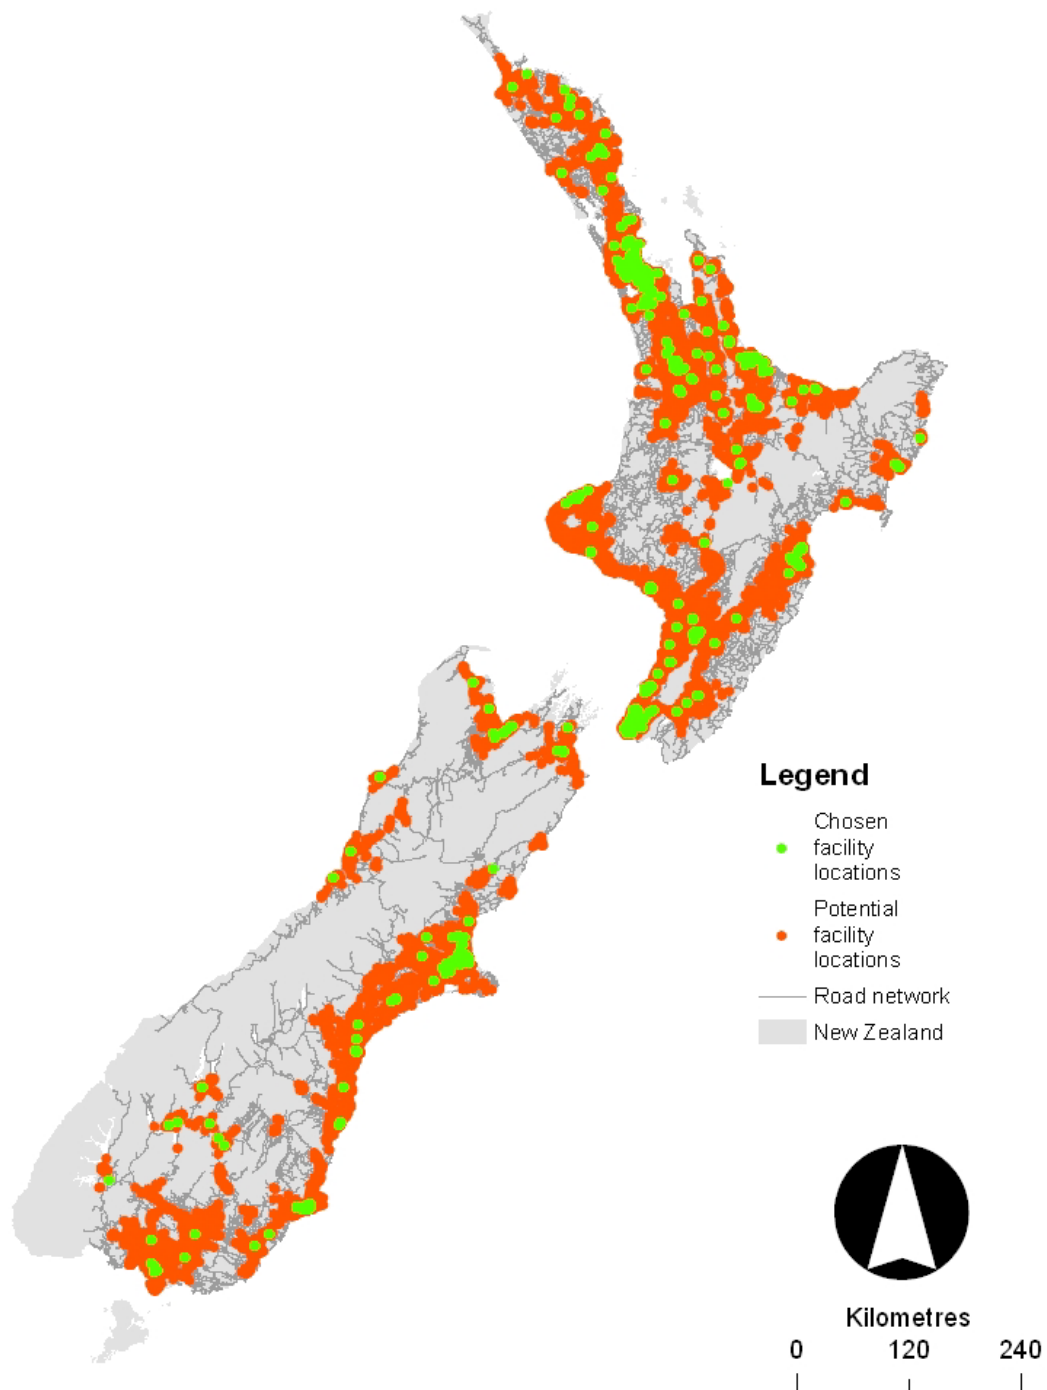 Legend
Chosen
facility
locations
Potential
facility
locations
Road network
New Zealand
Kilometres
0 120 240